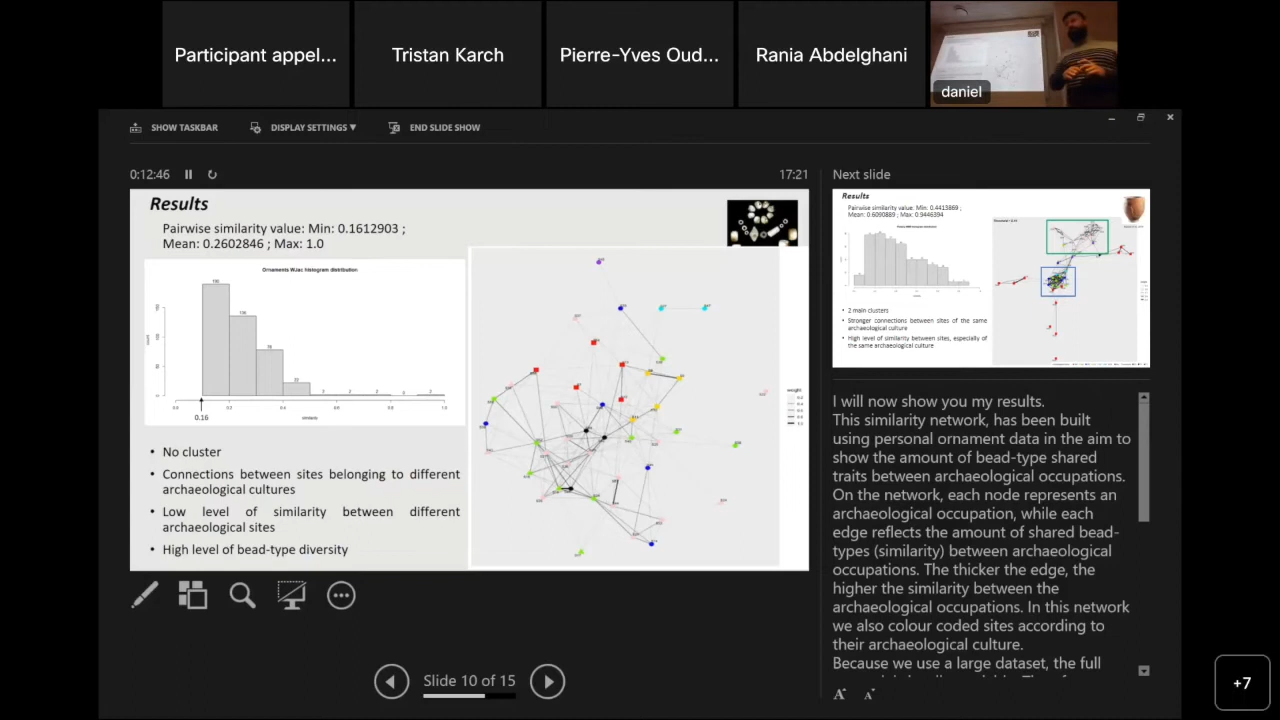 Participant appel...
Tristan Karch
Pierre-Yves Oud...
Rania Abdelghani
daniel
SHOW TASKBAR
DISPLAY SETTINGS ▼
END SLIDE SHOW
0:12:46
17:21
Next slide
Results
Pairwise similarity value: Min: 0.1612903 ;
Mean: 0.2602846 ; Max: 1.0
Ornaments WJac histogram distribution
0.16
• No cluster
• Connections between sites belonging to different
archaeological cultures
• Low level of similarity between different
archaeological sites
• High level of bead-type diversity
Results
Pairwise similarity value: Min: 0.4413869 ;
Mean: 0.6090889 ; Max: 0.9446394
• 2 main clusters
• Stronger connections between sites of the same
archaeological culture
• High level of similarity between sites, especially of
the same archaeological culture
I will now show you my results.
This similarity network, has been built
using personal ornament data in the aim to
show the amount of bead-type shared
traits between archaeological occupations.
On the network, each node represents an
archaeological occupation, while each
edge reflects the amount of shared bead-
types (similarity) between archaeological
occupations. The thicker the edge, the
higher the similarity between the
archaeological occupations. In this network
we also colour coded sites according to
their archaeological culture.
Because we use a large dataset, the full
Slide 10 of 15
+7